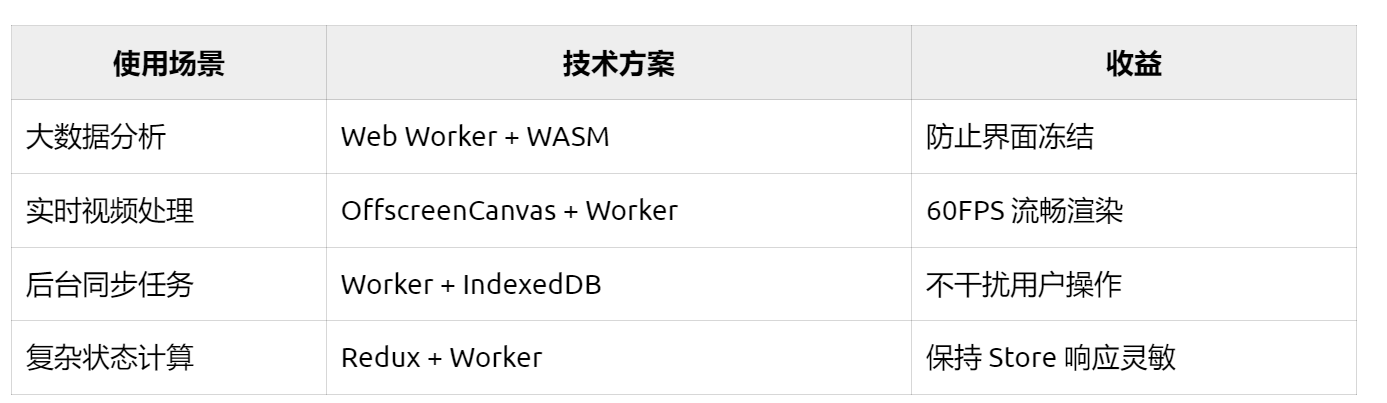 使用场景 技术方案 收益
大数据分析 Web Worker + WASM 防止界面冻结
实时视频处理 OffscreenCanvas + Worker 60FPS 流畅渲染
后台同步任务 Worker + IndexedDB 不干扰用户操作
复杂状态计算 Redux + Worker 保持 Store 响应灵敏